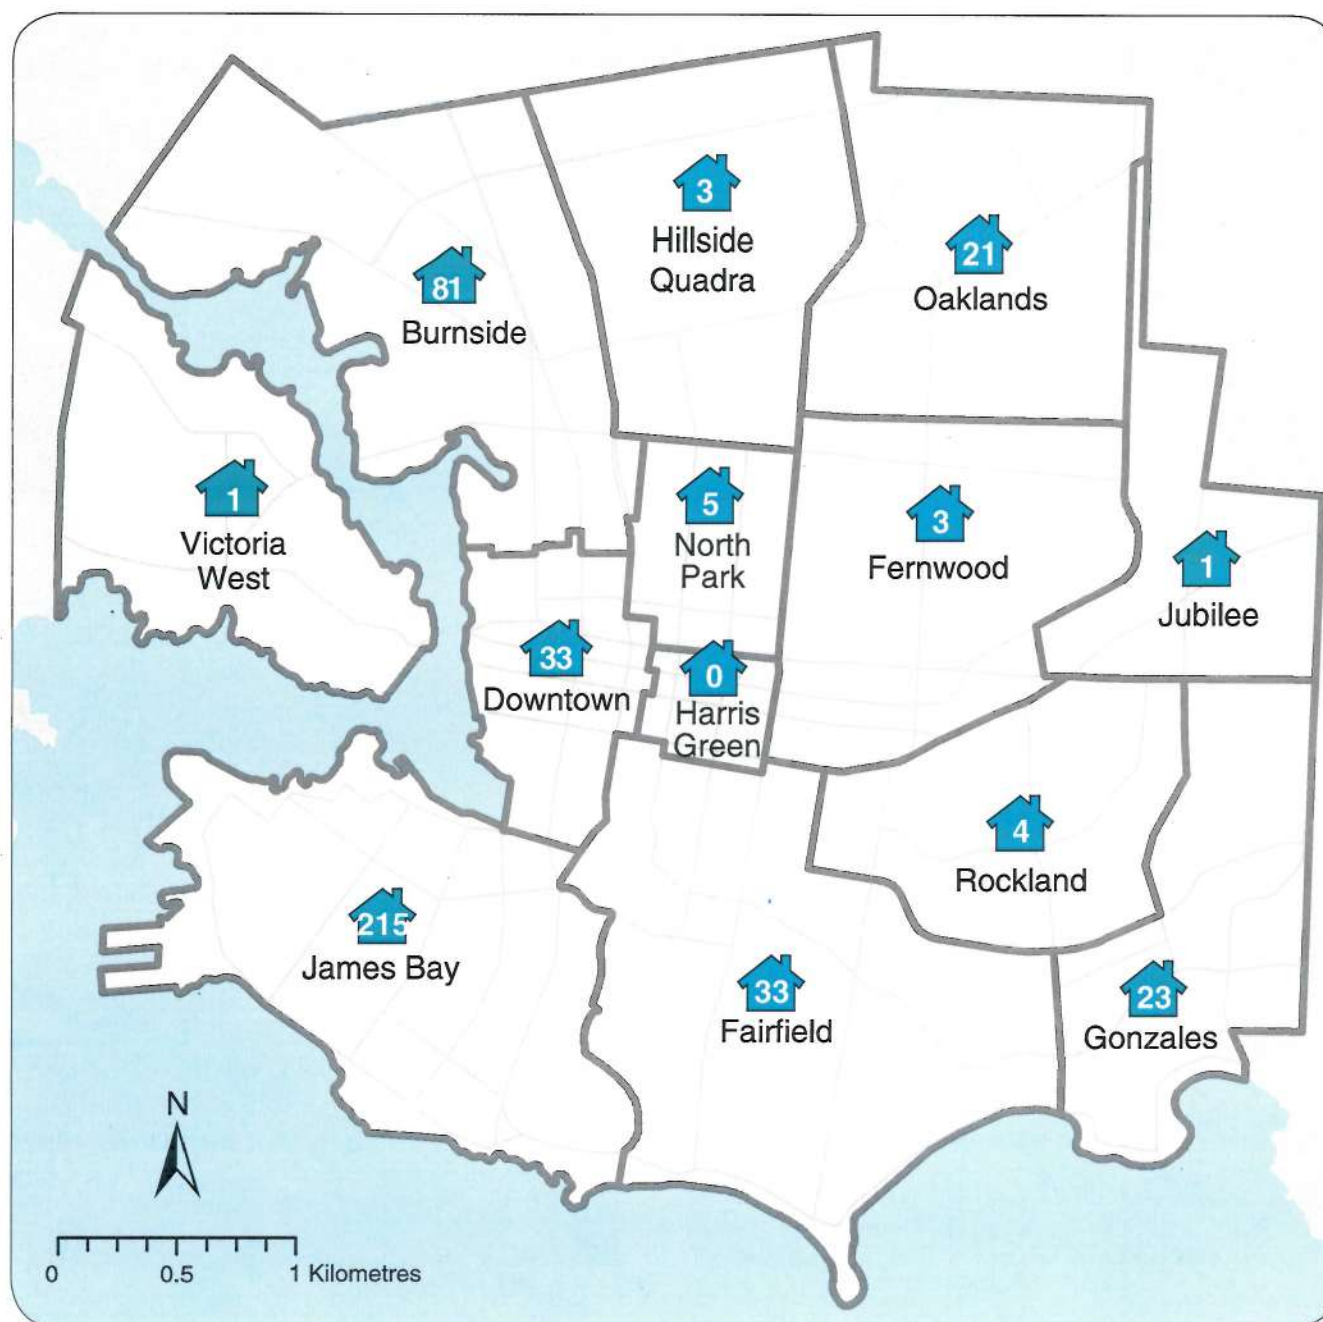 3
Hillside
Quadra
21
Oaklands
81
Burnside
1
Victoria
West
5
North
Park
3
Fernwood
1
Jubilee
33
Downtown
0
Harris
Green
4
Rockland
215
James Bay
33
Fairfield
23
Gonzales
N
0 0.5 1 Kilometres